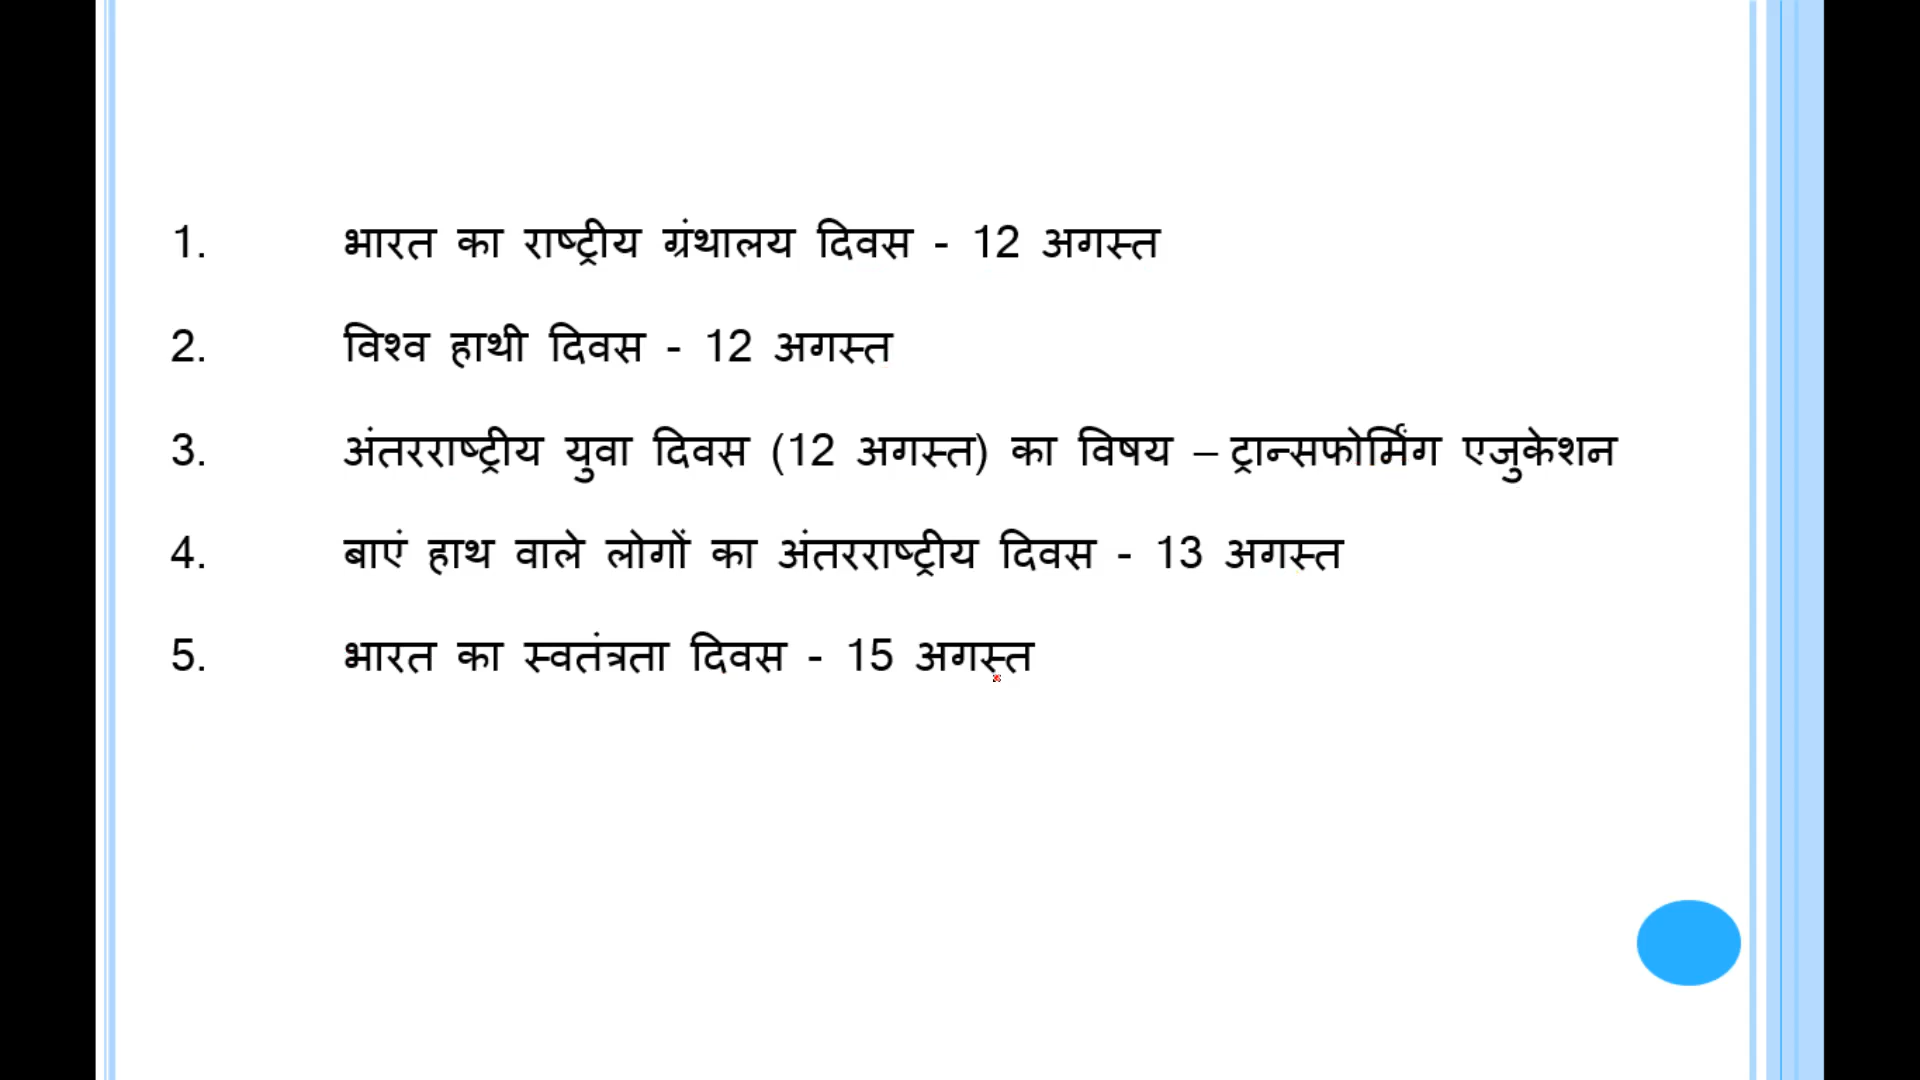 1. भारत का राष्ट्रीय ग्रंथालय दिवस - 12 अगस्त
2. विश्व हाथी दिवस - 12 अगस्त
3. अंतरराष्ट्रीय युवा दिवस (12 अगस्त) का विषय – ट्रान्सफोर्मिंग एजुकेशन
4. बाएं हाथ वाले लोगों का अंतरराष्ट्रीय दिवस - 13 अगस्त
5. भारत का स्वतंत्रता दिवस - 15 अगस्त